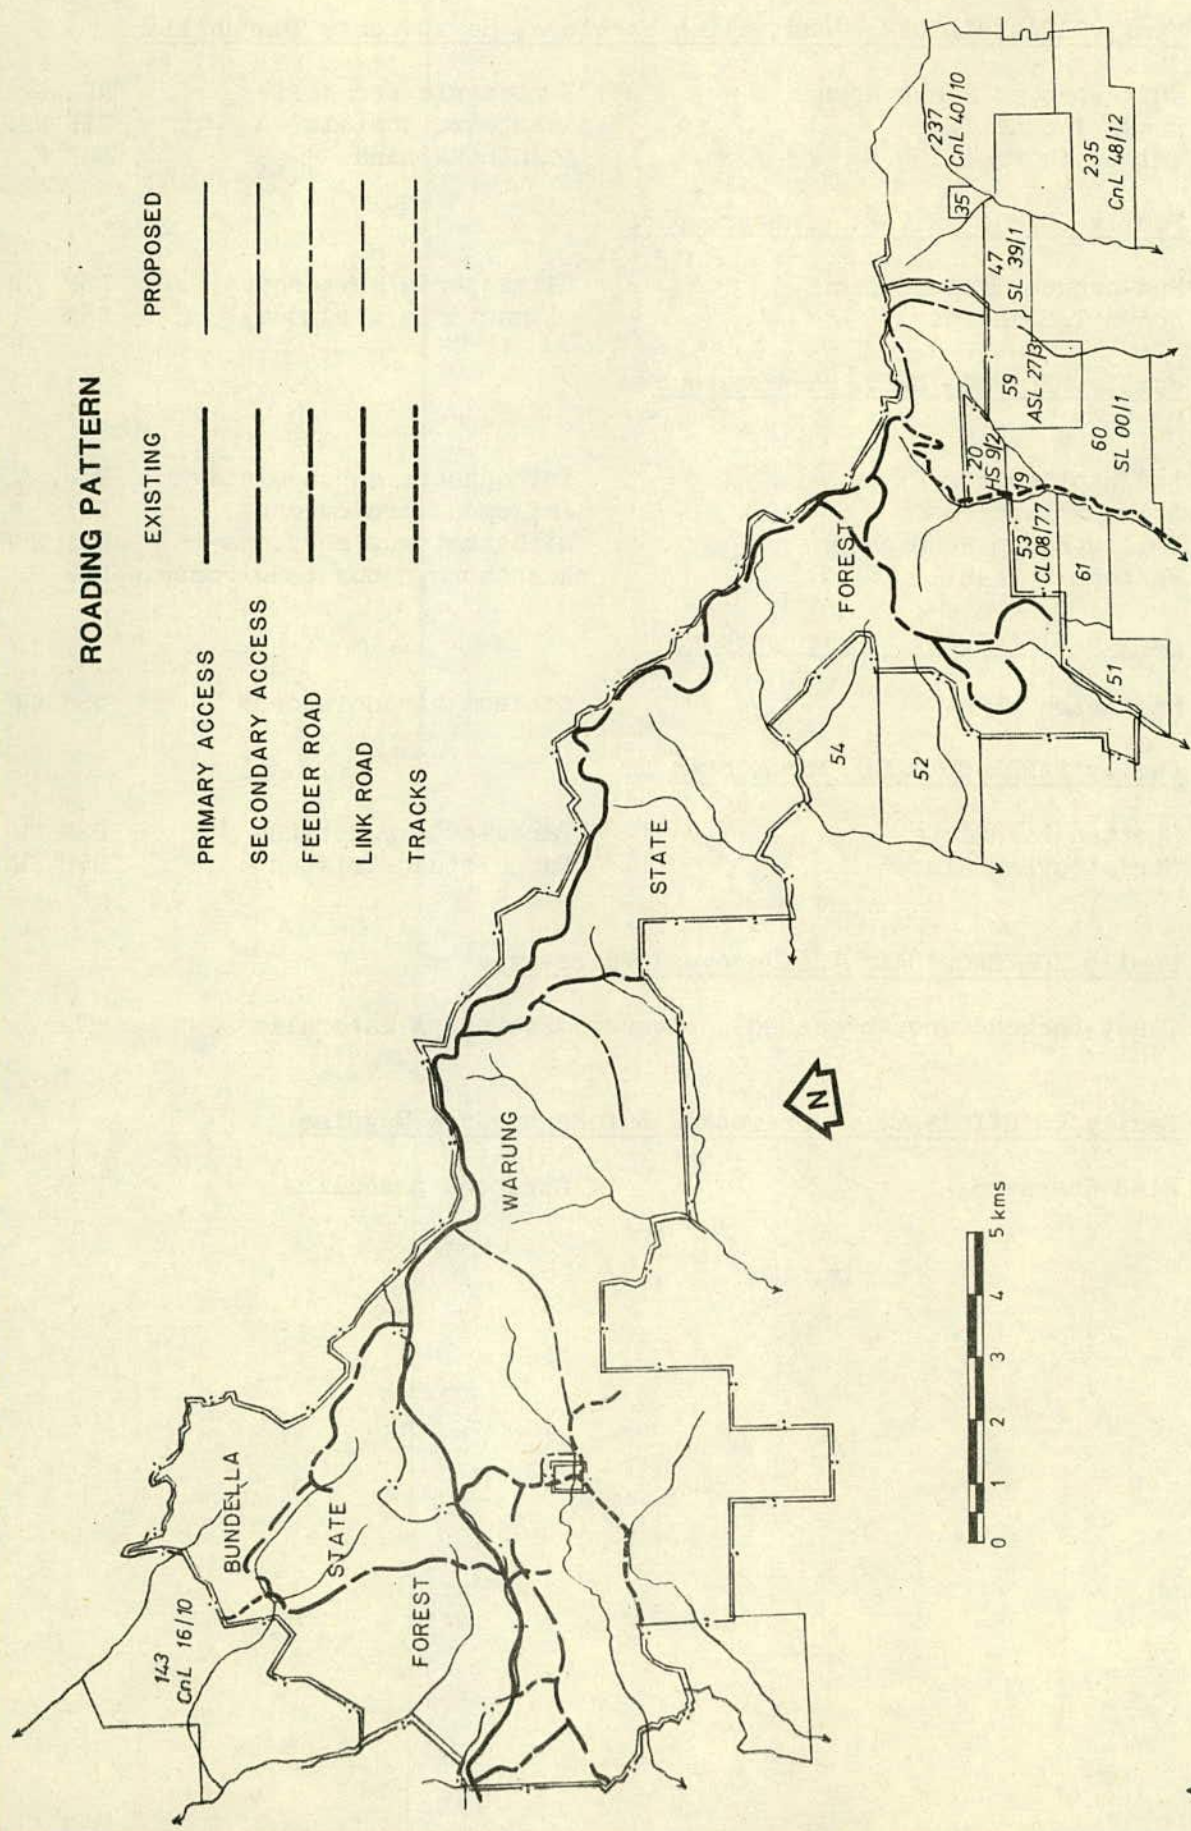 ROADING PATTERN
EXISTING PROPOSED
PRIMARY ACCESS
SECONDARY ACCESS
FEEDER ROAD
LINK ROAD
TRACKS
143
CnL 16/10
BUNDELLA
STATE
FOREST
WARUNG
STATE
FOREST
N
0 1 2 3 4 5 kms
54
52
51
53
CL 08/77
61
19
20
HS 9/2
59
ASL 27/3
60
SL 00/1
47
SL 39/1
35
237
CnL 40/10
235
CnL 48/12